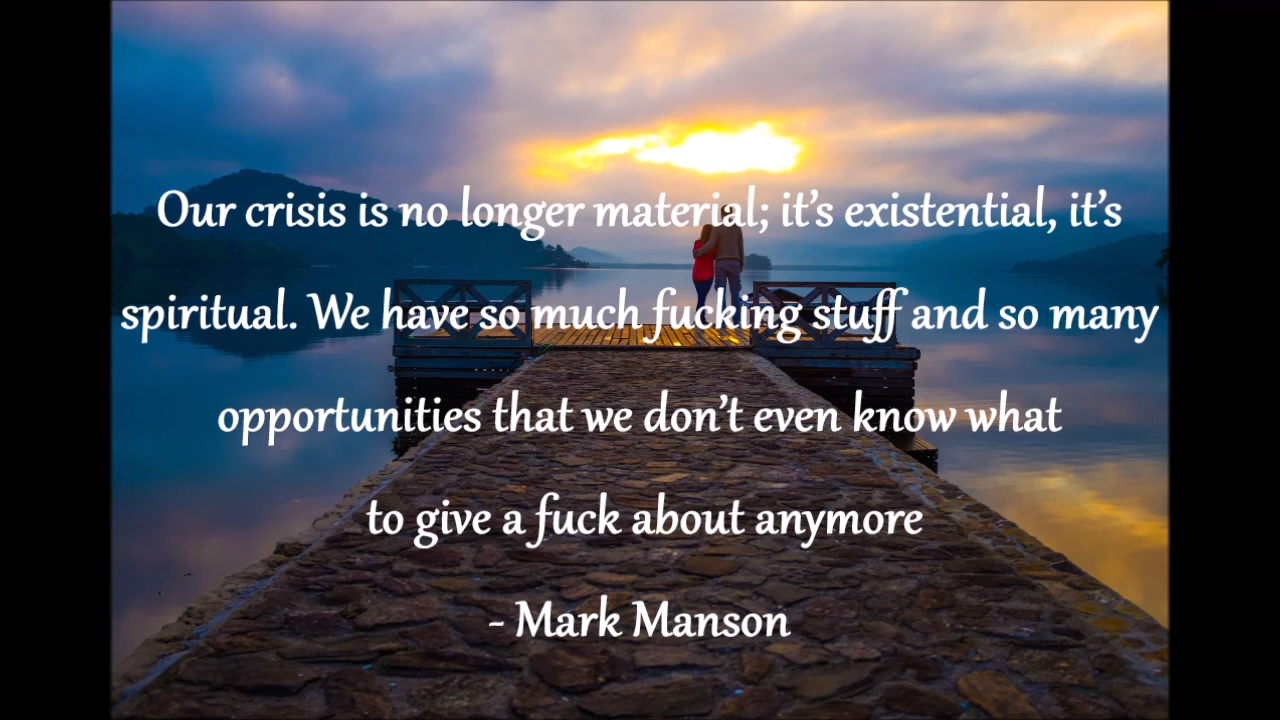 Our crisis is no longer material; it’s existential, it’s
spiritual. We have so much fucking stuff and so many
opportunities that we don’t even know what
to give a fuck about anymore
- Mark Manson